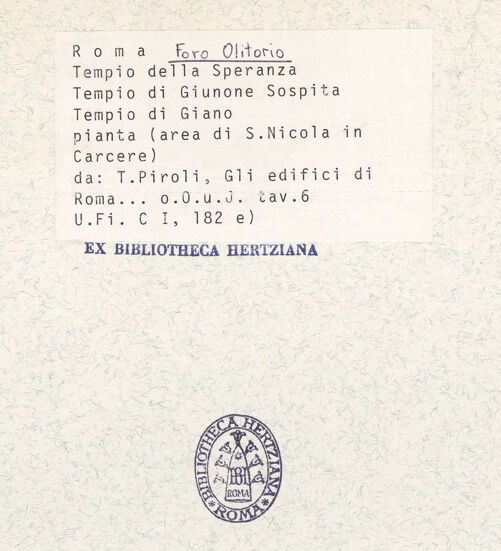 Roma Foro Olitorio
Tempio della Speranza
Tempio di Giunone Sospita
Tempio di Giano
pianta (area di S.Nicola in
Carcere)
da: T.Piroli, Gli edifici di
Roma... o.O.u.J. tav.6
U.Fi. C I, 182 e)
EX BIBLIOTHECA HERTZIANA
BIBLIOTHECA HERTZIANA
ROMA
ROMA